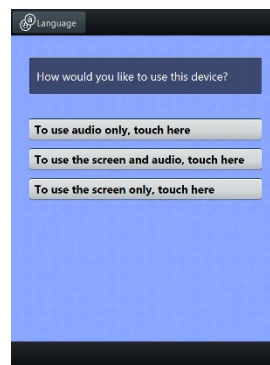 Language
How would you like to use this device?
To use audio only, touch here
To use the screen and audio, touch here
To use the screen only, touch here